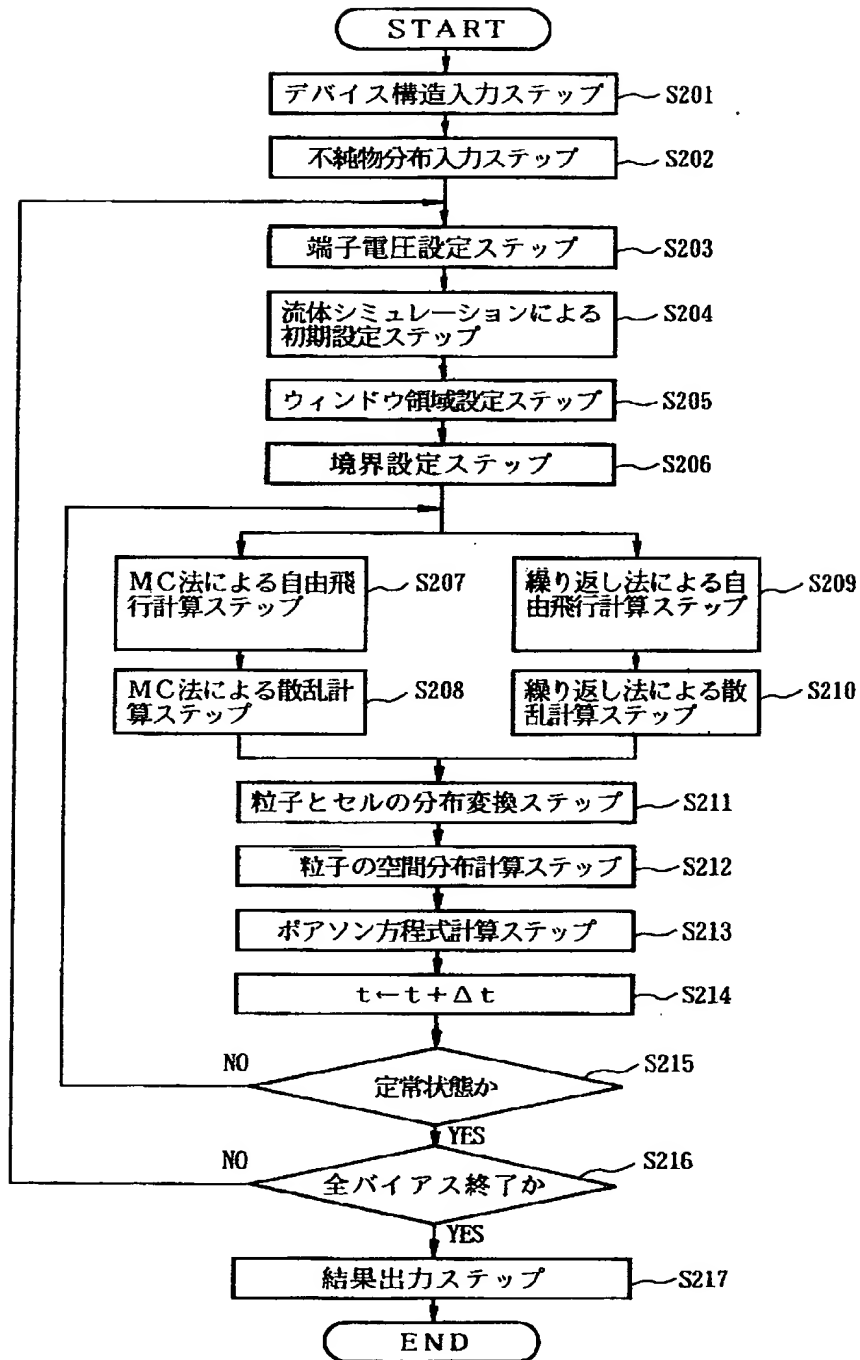 START
デバイス構造入力ステップ
S201
不純物分布入力ステップ
S202
端子電圧設定ステップ
S203
流体シミュレーションによる
初期設定ステップ
S204
ウィンドウ領域設定ステップ
S205
境界設定ステップ
S206
MC法による自由飛
行計算ステップ
S207
繰り返し法による自
由飛行計算ステップ
S209
MC法による散乱計
算ステップ
S208
繰り返し法による散
乱計算ステップ
S210
粒子とセルの分布変換ステップ
S211
粒子の空間分布計算ステップ
S212
ポアソン方程式計算ステップ
S213
t←t+Δt
S214
NO
定常状態か
S215
YES
NO
全バイアス終了か
S216
YES
結果出力ステップ
S217
END